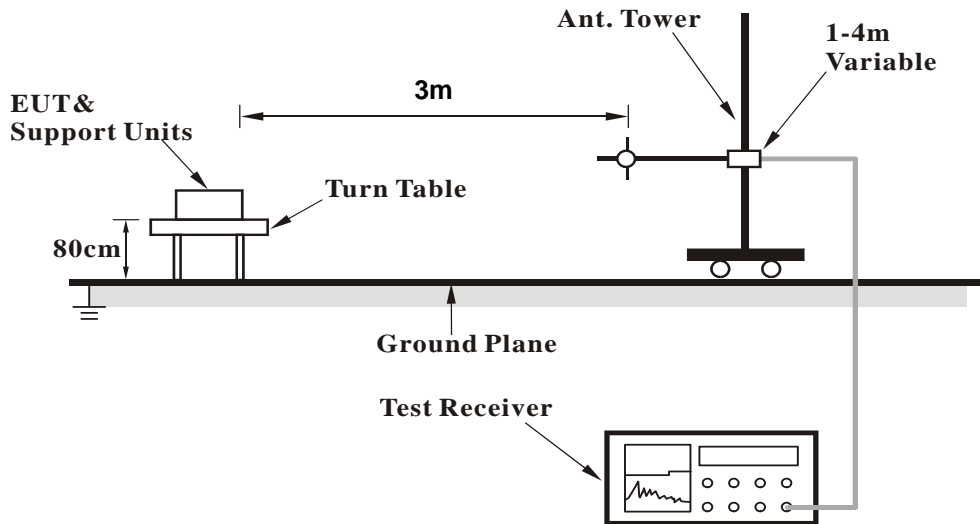 Ant. Tower
1-4m
Variable
3m
EUT&
Support Units
Turn Table
80cm
Ground Plane
Test Receiver